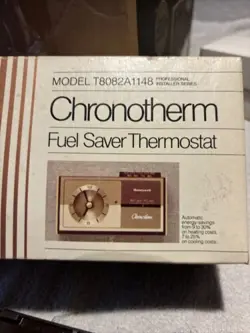 MODEL T8082A1148 PROFESSIONAL
INSTALLER SERIES
Chronotherm
Fuel Saver Thermostat
Honeywell
Chronotherm
Automatic
energy savings
from 9 to 30%
on heating costs.
7 to 25%
on cooling costs.